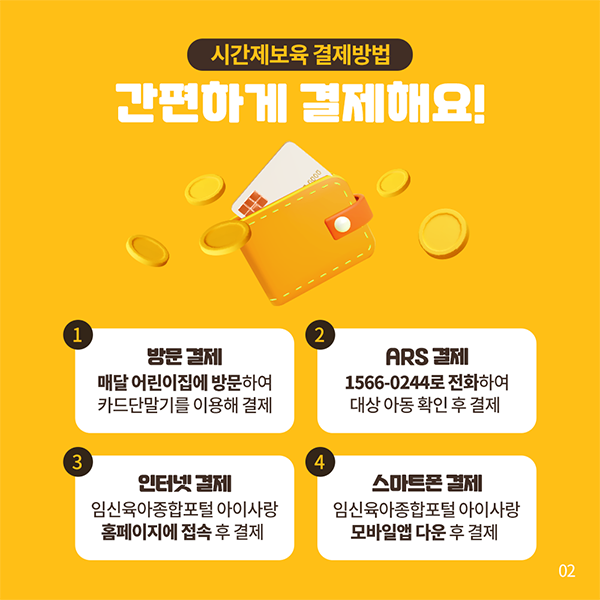 시간제보육 결제방법
간편하게 결제해요!
1
방문 결제
매달 어린이집에 방문하여
카드단말기를 이용해 결제
2
ARS 결제
1566-0244로 전화하여
대상 아동 확인 후 결제
3
인터넷 결제
임신육아종합포털 아이사랑
홈페이지에 접속 후 결제
4
스마트폰 결제
임신육아종합포털 아이사랑
모바일앱 다운 후 결제
02